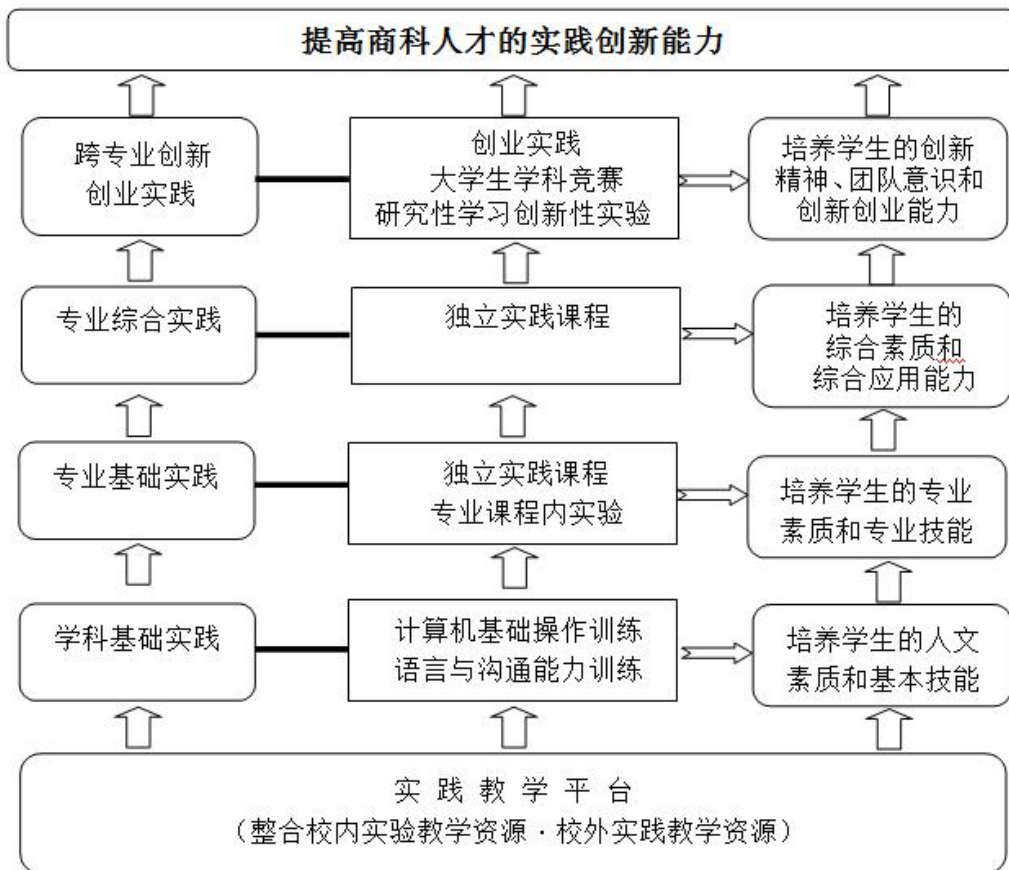 提高商科人才的实践创新能力
跨专业创新
创业实践
创业实践
大学生学科竞赛
研究性学习创新性实验
培养学生的创新
精神、团队意识和
创新创业能力
专业综合实践
独立实践课程
培养学生的
综合素质和
综合应用能力
专业基础实践
独立实践课程
专业课程内实验
培养学生的专业
素质和专业技能
学科基础实践
计算机基础操作训练
语言与沟通能力训练
培养学生的人文
素质和基本技能
实 践 教 学 平 台
（整合校内实验教学资源·校外实践教学资源）